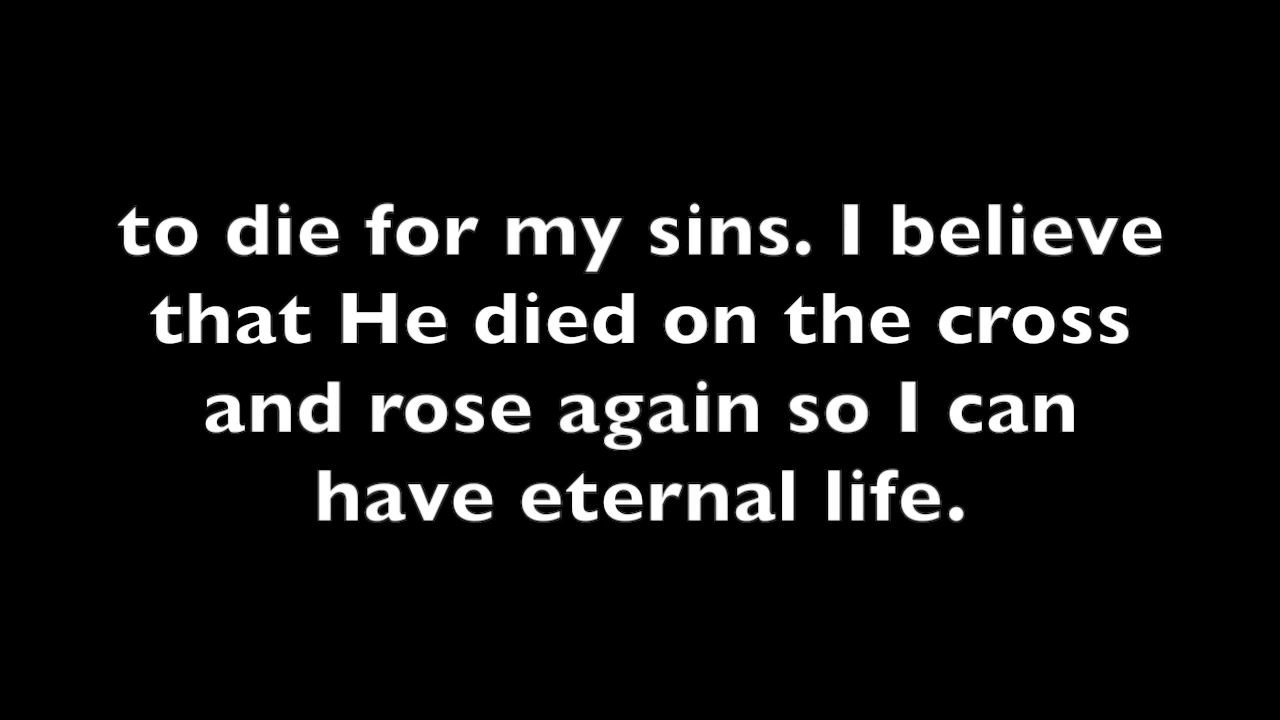 to die for my sins. I believe
that He died on the cross
and rose again so I can
have eternal life.